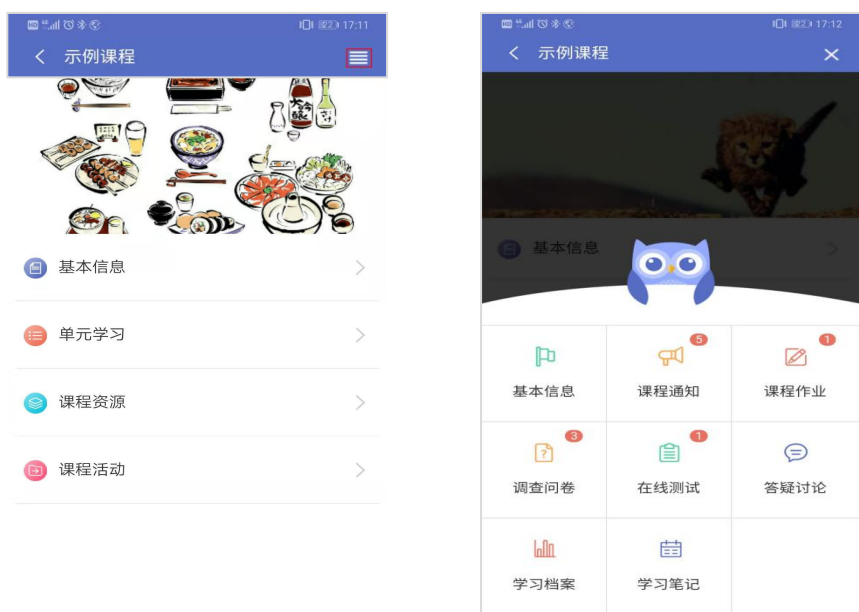 17:11
示例课程
大吟醸
基本信息
单元学习
课程资源
课程活动
17:12
示例课程
基本信息
5
1
基本信息
课程通知
课程作业
3
1
调查问卷
在线测试
答疑讨论
学习档案
学习笔记